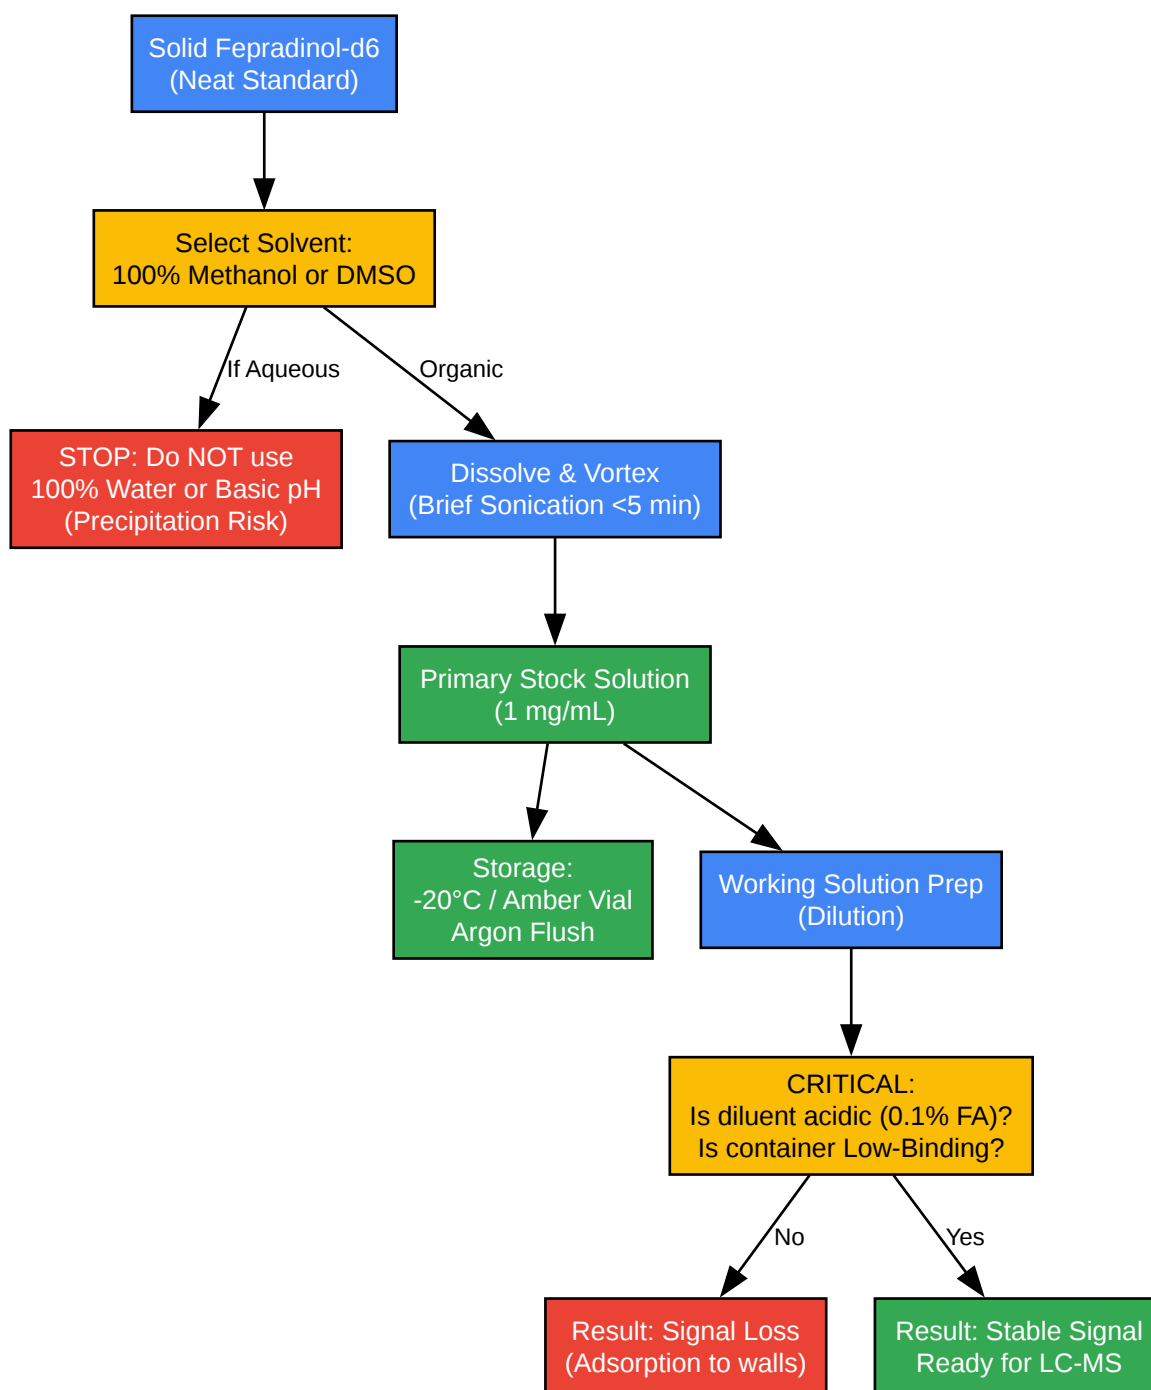 Solid Fepradinol-d6
(Neat Standard)
Select Solvent:
100% Methanol or DMSO
If Aqueous
Organic
STOP: Do NOT use
100% Water or Basic pH
(Precipitation Risk)
Dissolve & Vortex
(Brief Sonication <5 min)
Primary Stock Solution
(1 mg/mL)
Storage:
-20°C / Amber Vial
Argon Flush
Working Solution Prep
(Dilution)
CRITICAL:
Is diluent acidic (0.1% FA)?
Is container Low-Binding?
No
Yes
Result: Signal Loss
(Adsorption to walls)
Result: Stable Signal
Ready for LC-MS